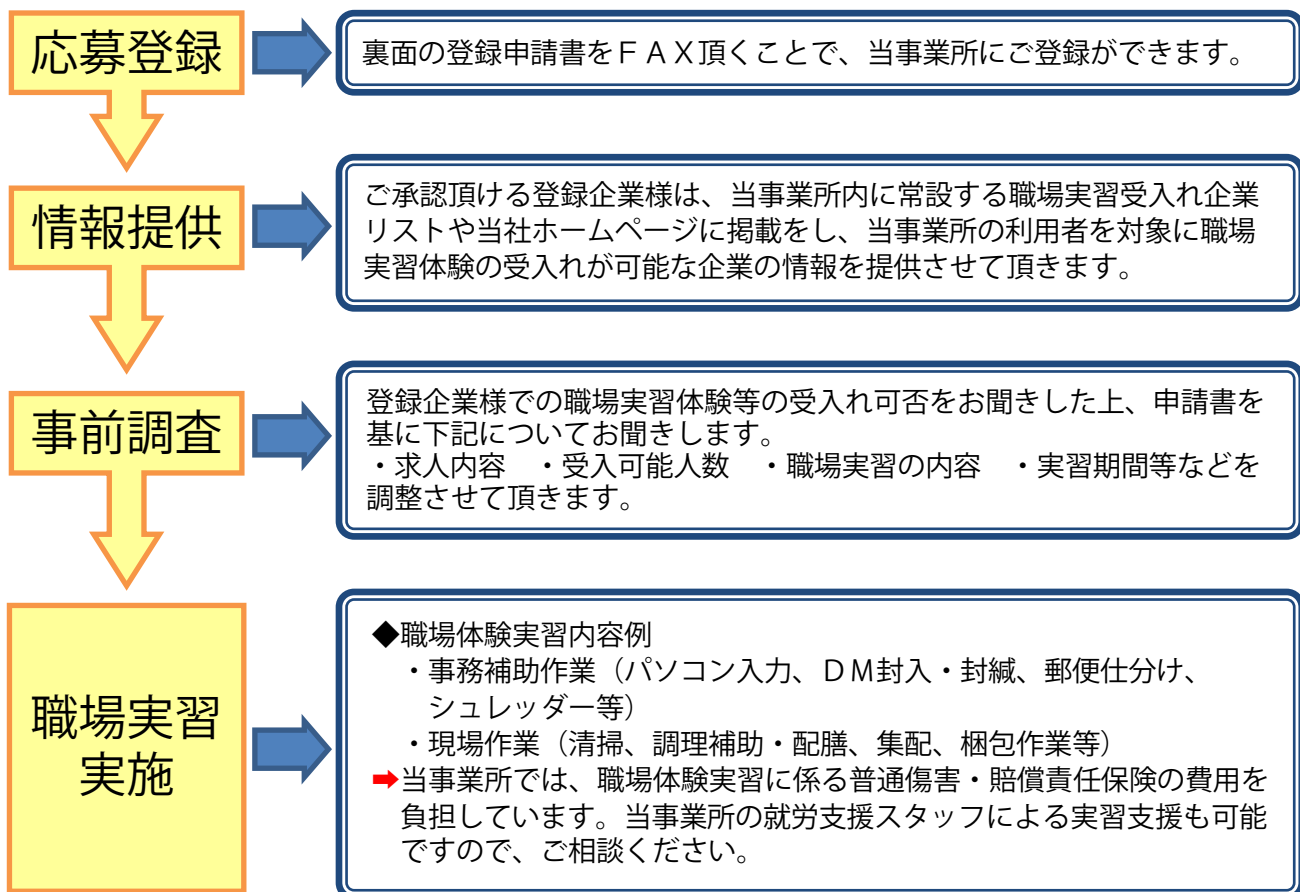 応募登録
裏面の登録申請書をＦＡＸ頂くことで、当事業所にご登録ができます。
情報提供
ご承認頂ける登録企業様は、当事業所内に常設する職場実習受入れ企業
リストや当社ホームページに掲載をし、当事業所の利用者を対象に職場
実習体験の受入れが可能な企業の情報を提供させて頂きます。
事前調査
登録企業様での職場実習体験等の受入れ可否をお聞きした上、申請書を
基に下記についてお聞きします。
・求人内容　・受入可能人数　・職場実習の内容　・実習期間等などを
調整させて頂きます。
職場実習
実施
◆職場体験実習内容例
・事務補助作業（パソコン入力、ＤＭ封入・封緘、郵便仕分け、
シュレッダー等）
・現場作業（清掃、調理補助・配膳、集配、梱包作業等）
➡当事業所では、職場体験実習に係る普通傷害・賠償責任保険の費用を
負担しています。当事業所の就労支援スタッフによる実習支援も可能
ですので、ご相談ください。